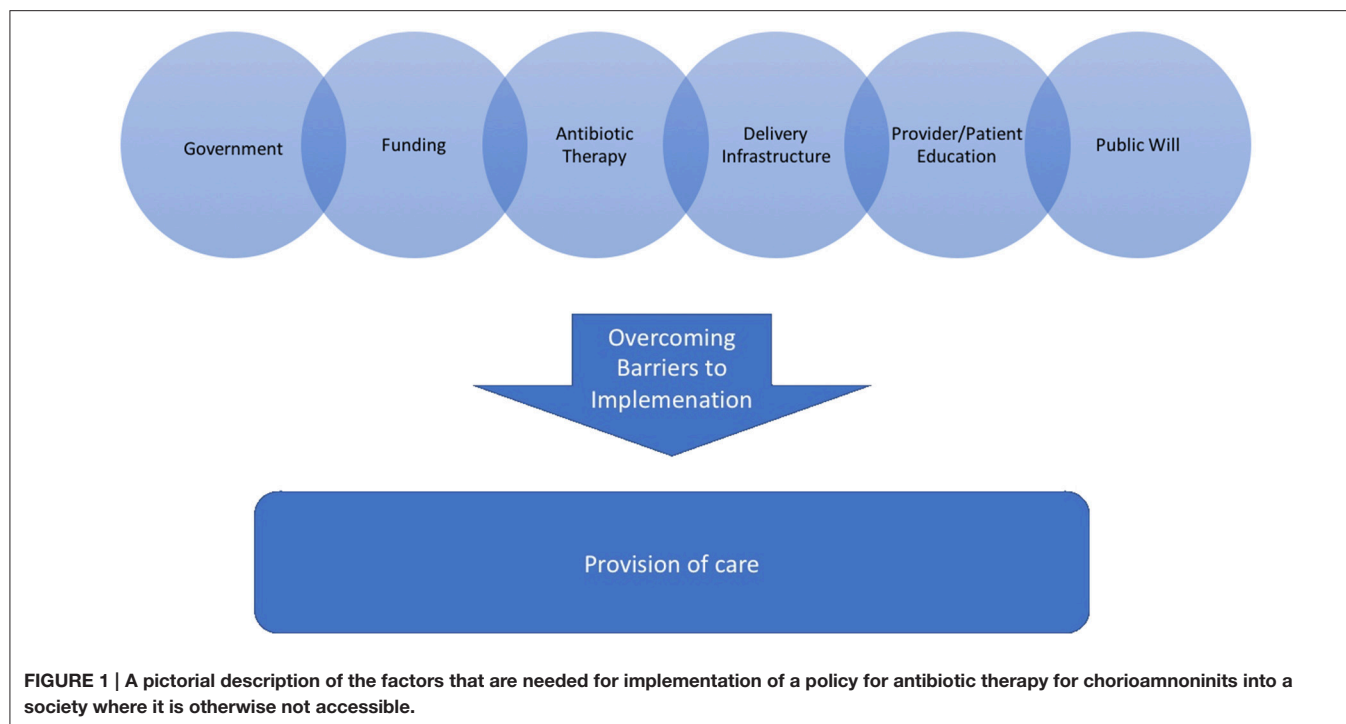 Government
Funding
Antibiotic
Therapy
Delivery
Infrastructure
Provider/Patient
Education
Public Will
Overcoming
Barriers to
Implemenation
Provision of care
FIGURE 1 | A pictorial description of the factors that are needed for implementation of a policy for antibiotic therapy for chorioamnoninits into a
society where it is otherwise not accessible.